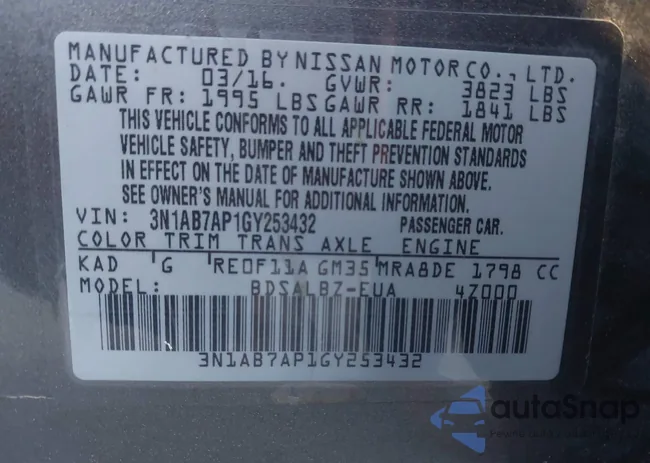 MANUFACTURED BY NISSAN MOTOR CO., LTD.
DATE: 03/16. GVWR: 3823 LBS
GAWR FR: 1995 LBS GAWR RR: 1841 LBS
THIS VEHICLE CONFORMS TO ALL APPLICABLE FEDERAL MOTOR
VEHICLE SAFETY, BUMPER AND THEFT PREVENTION STANDARDS
IN EFFECT ON THE DATE OF MANUFACTURE SHOWN ABOVE.
SEE OWNER'S MANUAL FOR ADDITIONAL INFORMATION.
VIN: 3N1AB7AP1GY253432 PASSENGER CAR.
COLOR TRIM TRANS AXLE ENGINE
KAD G RE0F11A GM35 MRA8DE 1798 CC
MODEL: BDSALBZ-EUA 47000
3N1AB7AP1GY253432
autoSnap